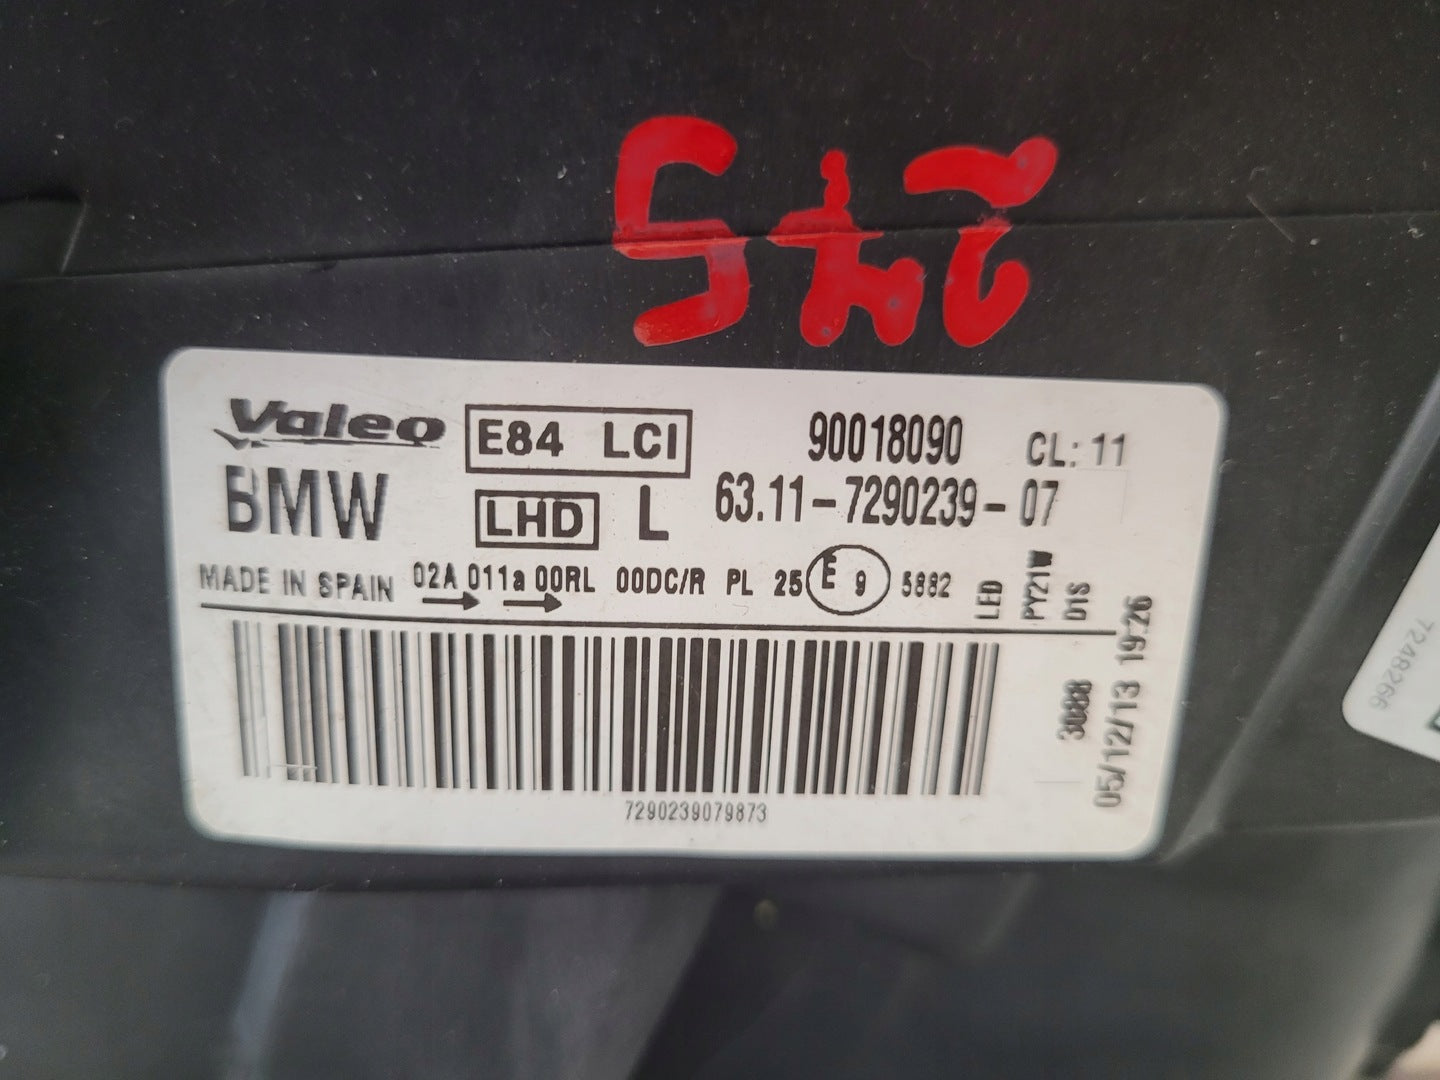 Valeo E84 LCI 90018090 CL: 11
BMW LHD L 63.11-7290239-07
MADE IN SPAIN 02A 011a 00RL 00DC/R PL 25 E 9 5882
LED
PY21W
D1S
3088
05/12/13 19:26
7290239079873
7248266